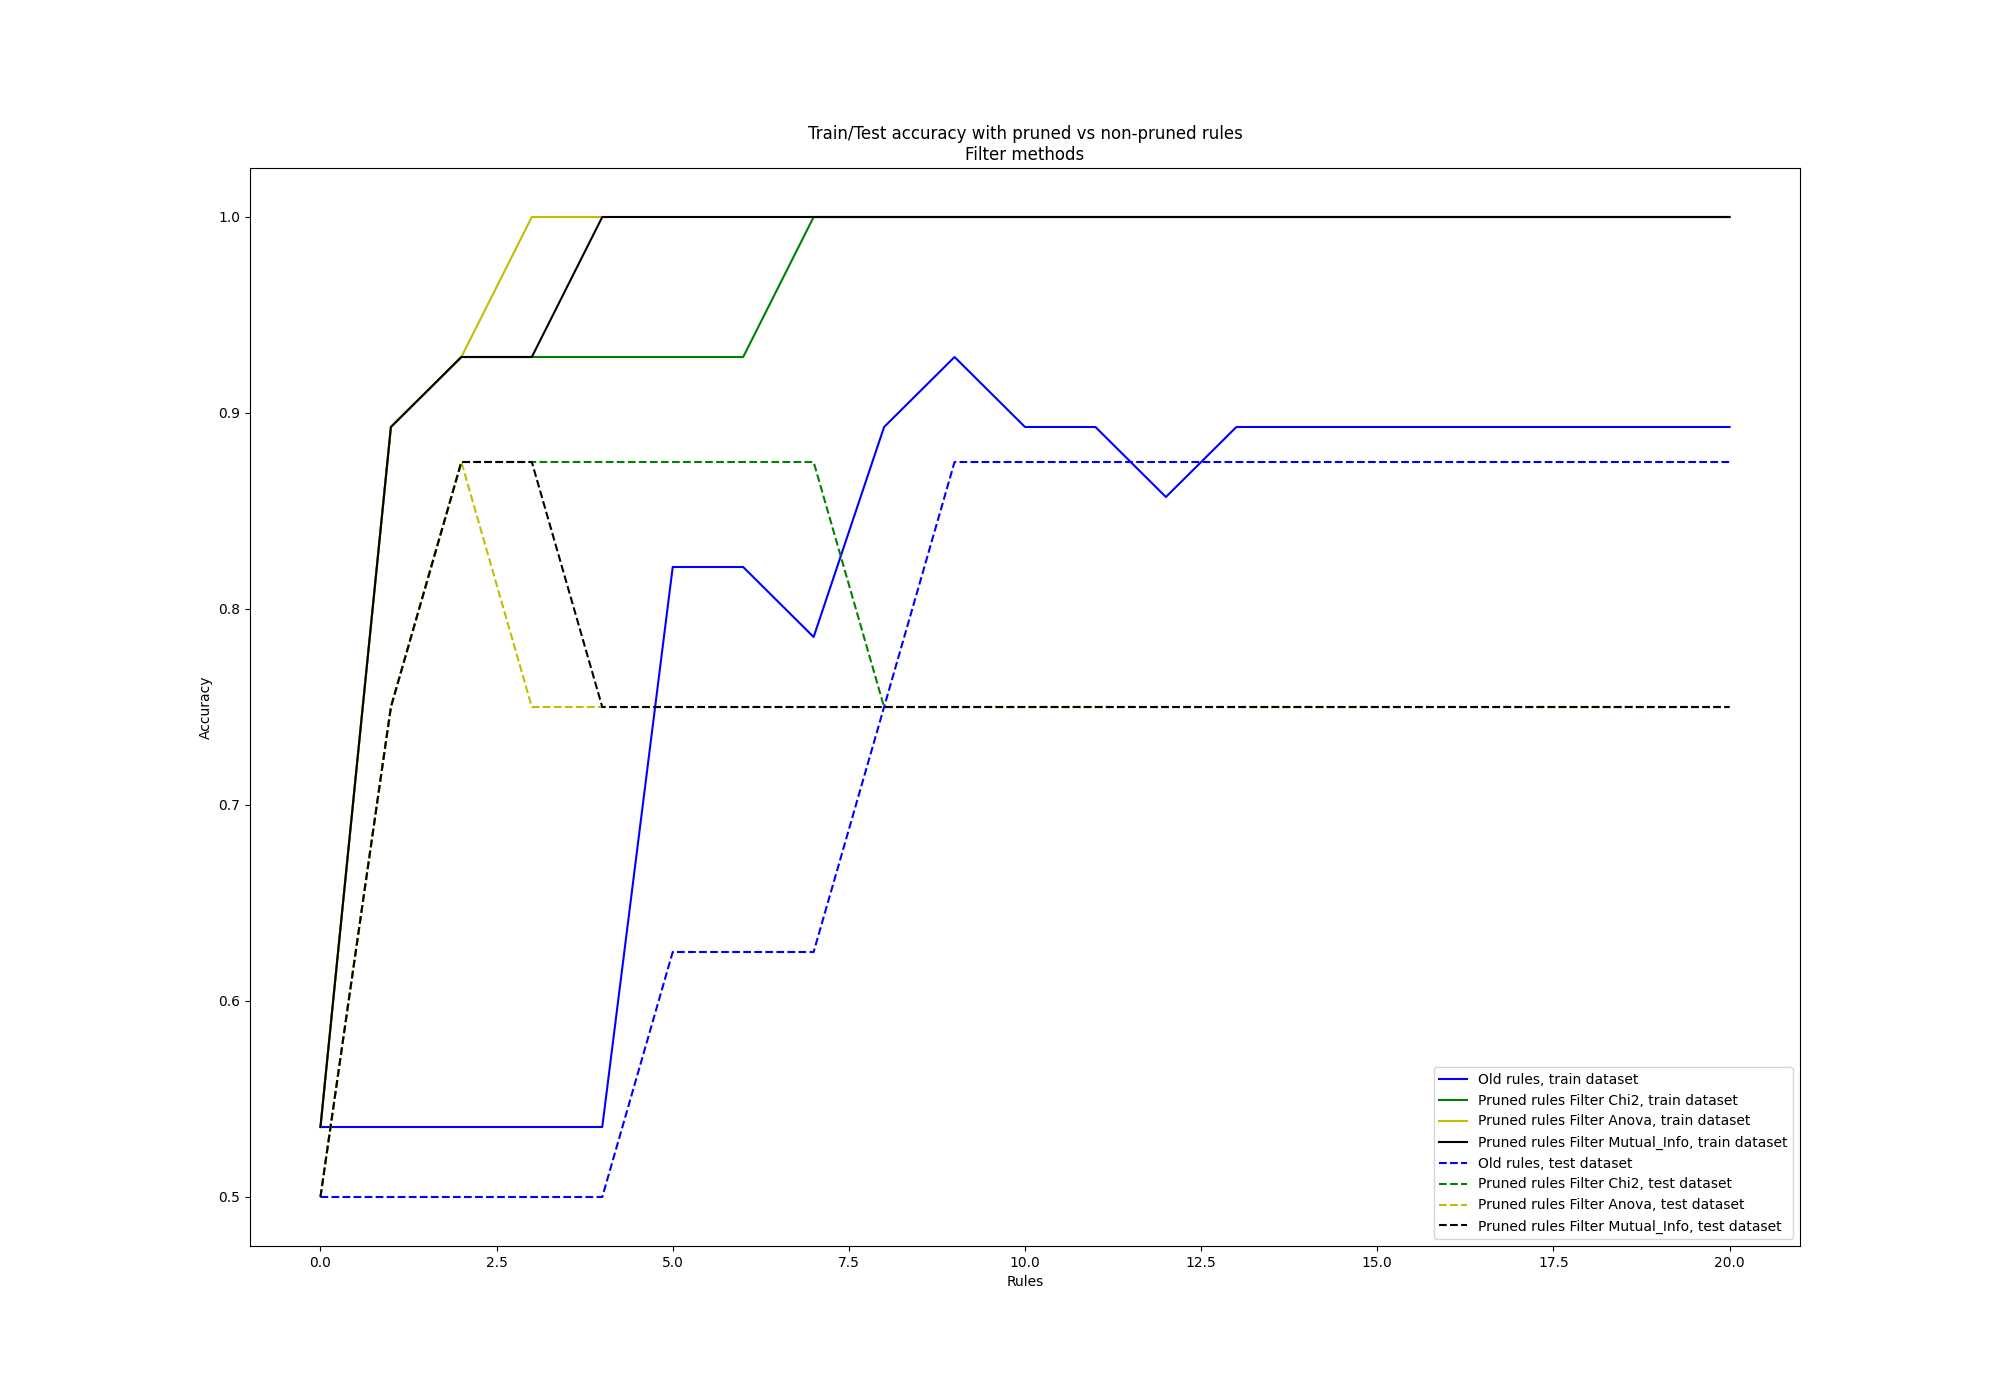 Train/Test accuracy with pruned vs non-pruned rules
Filter methods
Accuracy
1.0
0.9
0.8
0.7
0.6
0.5
0.0 2.5 5.0 7.5 10.0 12.5 15.0 17.5 20.0
Rules
Old rules, train dataset
Pruned rules Filter Chi2, train dataset
Pruned rules Filter Anova, train dataset
Pruned rules Filter Mutual_Info, train dataset
Old rules, test dataset
Pruned rules Filter Chi2, test dataset
Pruned rules Filter Anova, test dataset
Pruned rules Filter Mutual_Info, test dataset